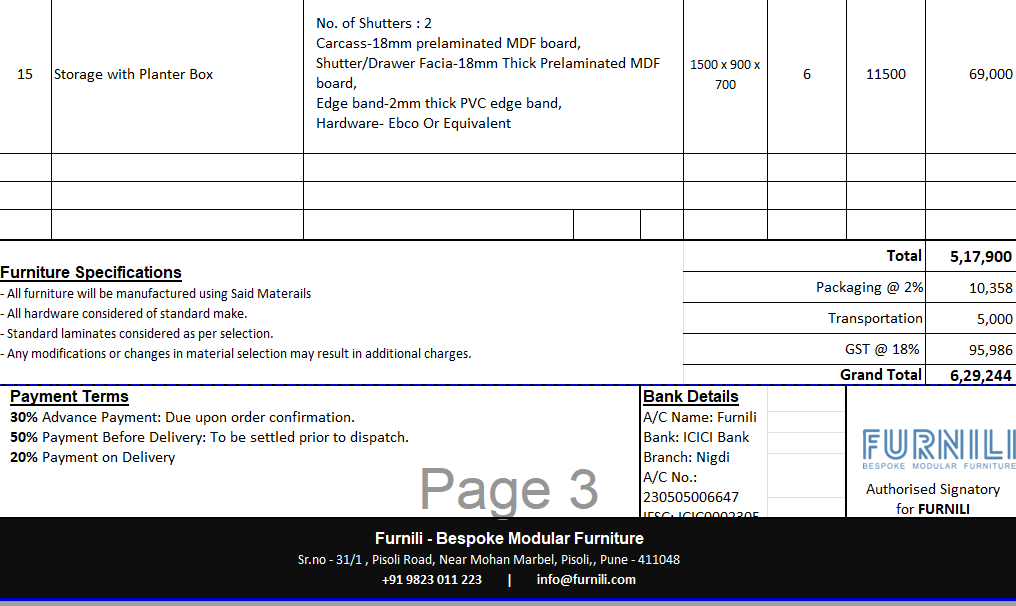 No. of Shutters : 2
Carcass-18mm prelaminated MDF board,
15 Storage with Planter Box Shutter/Drawer Facia-18mm Thick Prelaminated MDF board, 1500 x 900 x 700 6 11500 69,000
Edge band-2mm thick PVC edge band,
Hardware- Ebco Or Equivalent
Total 5,17,900
Furniture Specifications
Packaging @ 2% 10,358
- All furniture will be manufactured using Said Materails
- All hardware considered of standard make.
Transportation 5,000
- Standard laminates considered as per selection.
GST @ 18% 95,986
- Any modifications or changes in material selection may result in additional charges.
Grand Total 6,29,244
Payment Terms
30% Advance Payment: Due upon order confirmation.
50% Payment Before Delivery: To be settled prior to dispatch.
20% Payment on Delivery
Bank Details
A/C Name: Furnili
Bank: ICICI Bank
Branch: Nigdi
A/C No.:
230505006647
IFSC: ICIC0002305
FURNILI
BESPOKE MODULAR FURNITURE
Authorised Signatory
for FURNILI
Page 3
Furnili - Bespoke Modular Furniture
Sr.no - 31/1 , Pisoli Road, Near Mohan Marbel, Pisoli,, Pune - 411048
+91 9823 011 223 | info@furnili.com